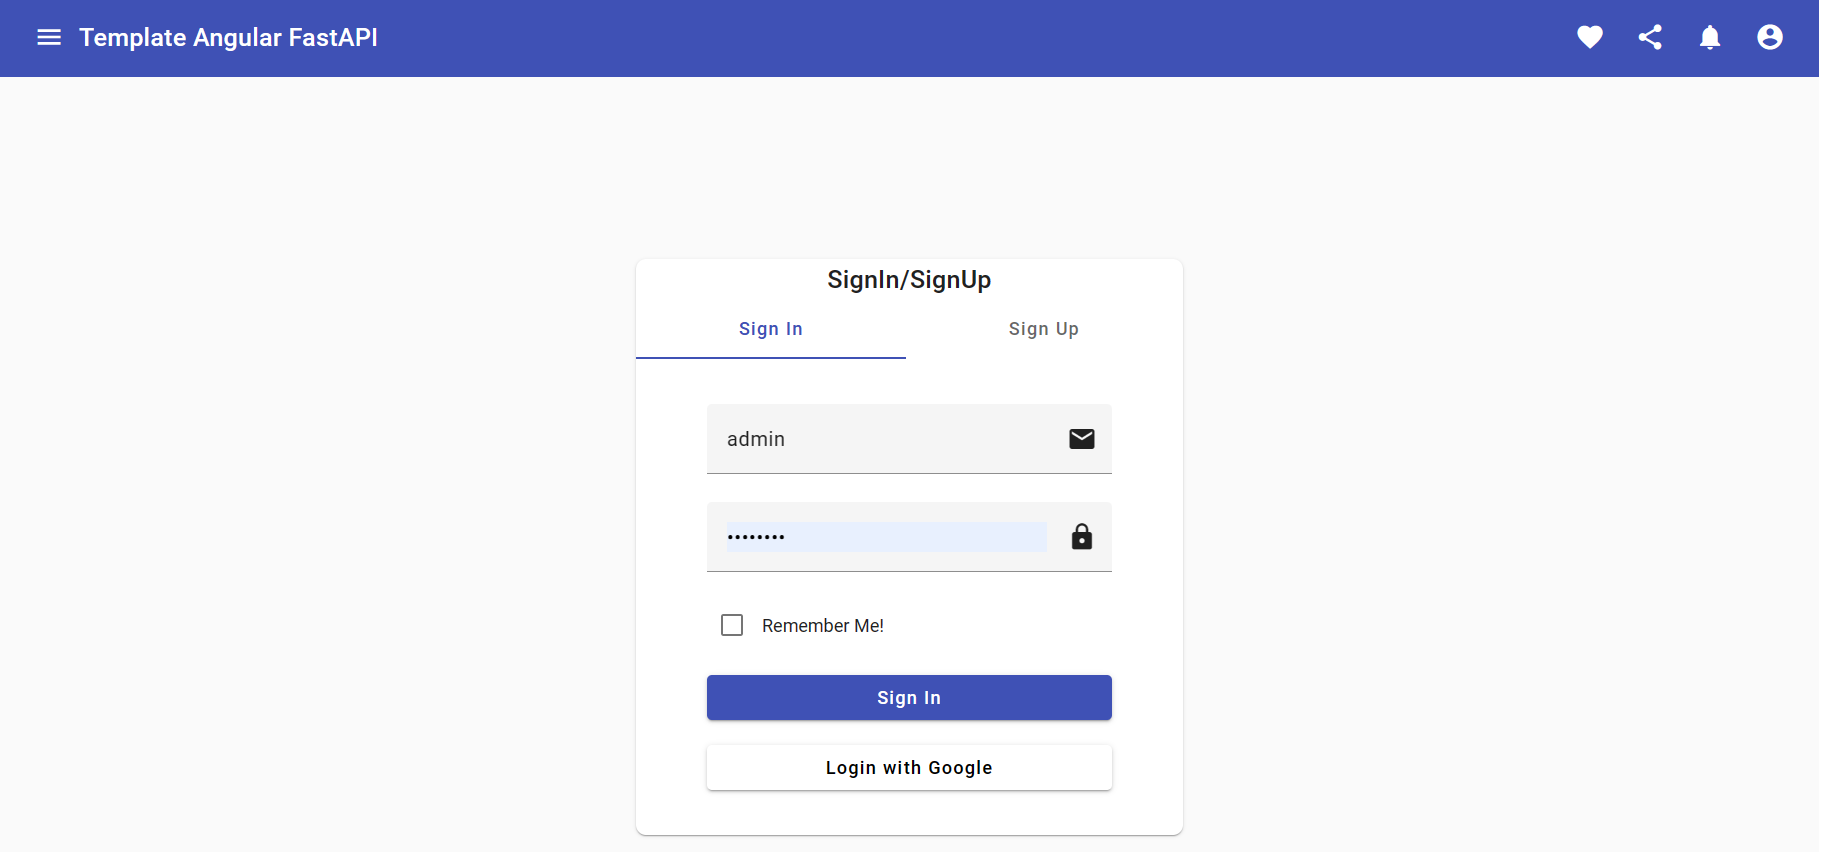 Template Angular FastAPI
SignIn/SignUp
Sign In
Sign Up
admin
••••••••
Remember Me!
Sign In
Login with Google